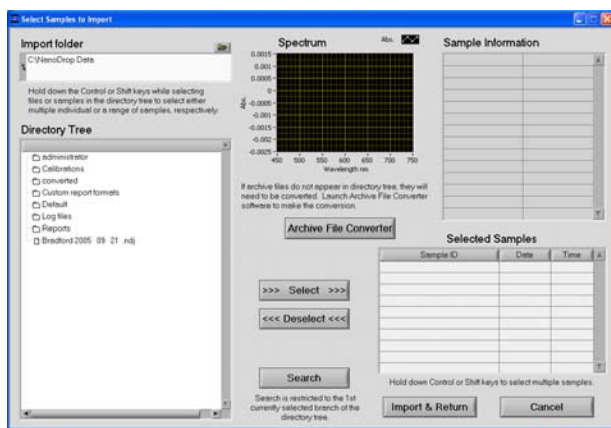 Select Samples to Import
Import folder
C:\NanoDrop Data
Hold down the Control or Shift keys while selecting
files or samples in the directory tree to select either
multiple individual or a range of samples, respectively.
Directory Tree
administrator
Calibrations
converted
Custom report formats
Default
Log files
Reports
Bradford 2005 09 21 .ndj
Spectrum
Abs.
0.0015
0.001
0.0005
0
-0.0005
-0.001
-0.0015
-0.002
-0.0025
Abs.
450 500 550 600 650 700 750
Wavelength nm
If archive files do not appear in directory tree, they will
need to be converted. Launch Archive File Converter
software to make the conversion.
Archive File Converter
>>> Select >>>
<<< Deselect <<<
Search
Search is restricted to the 1st
currently selected branch of the
directory tree.
Sample Information
Selected Samples
Sample ID Date Time
Hold down Control or Shift keys to select multiple samples.
Import & Return
Cancel